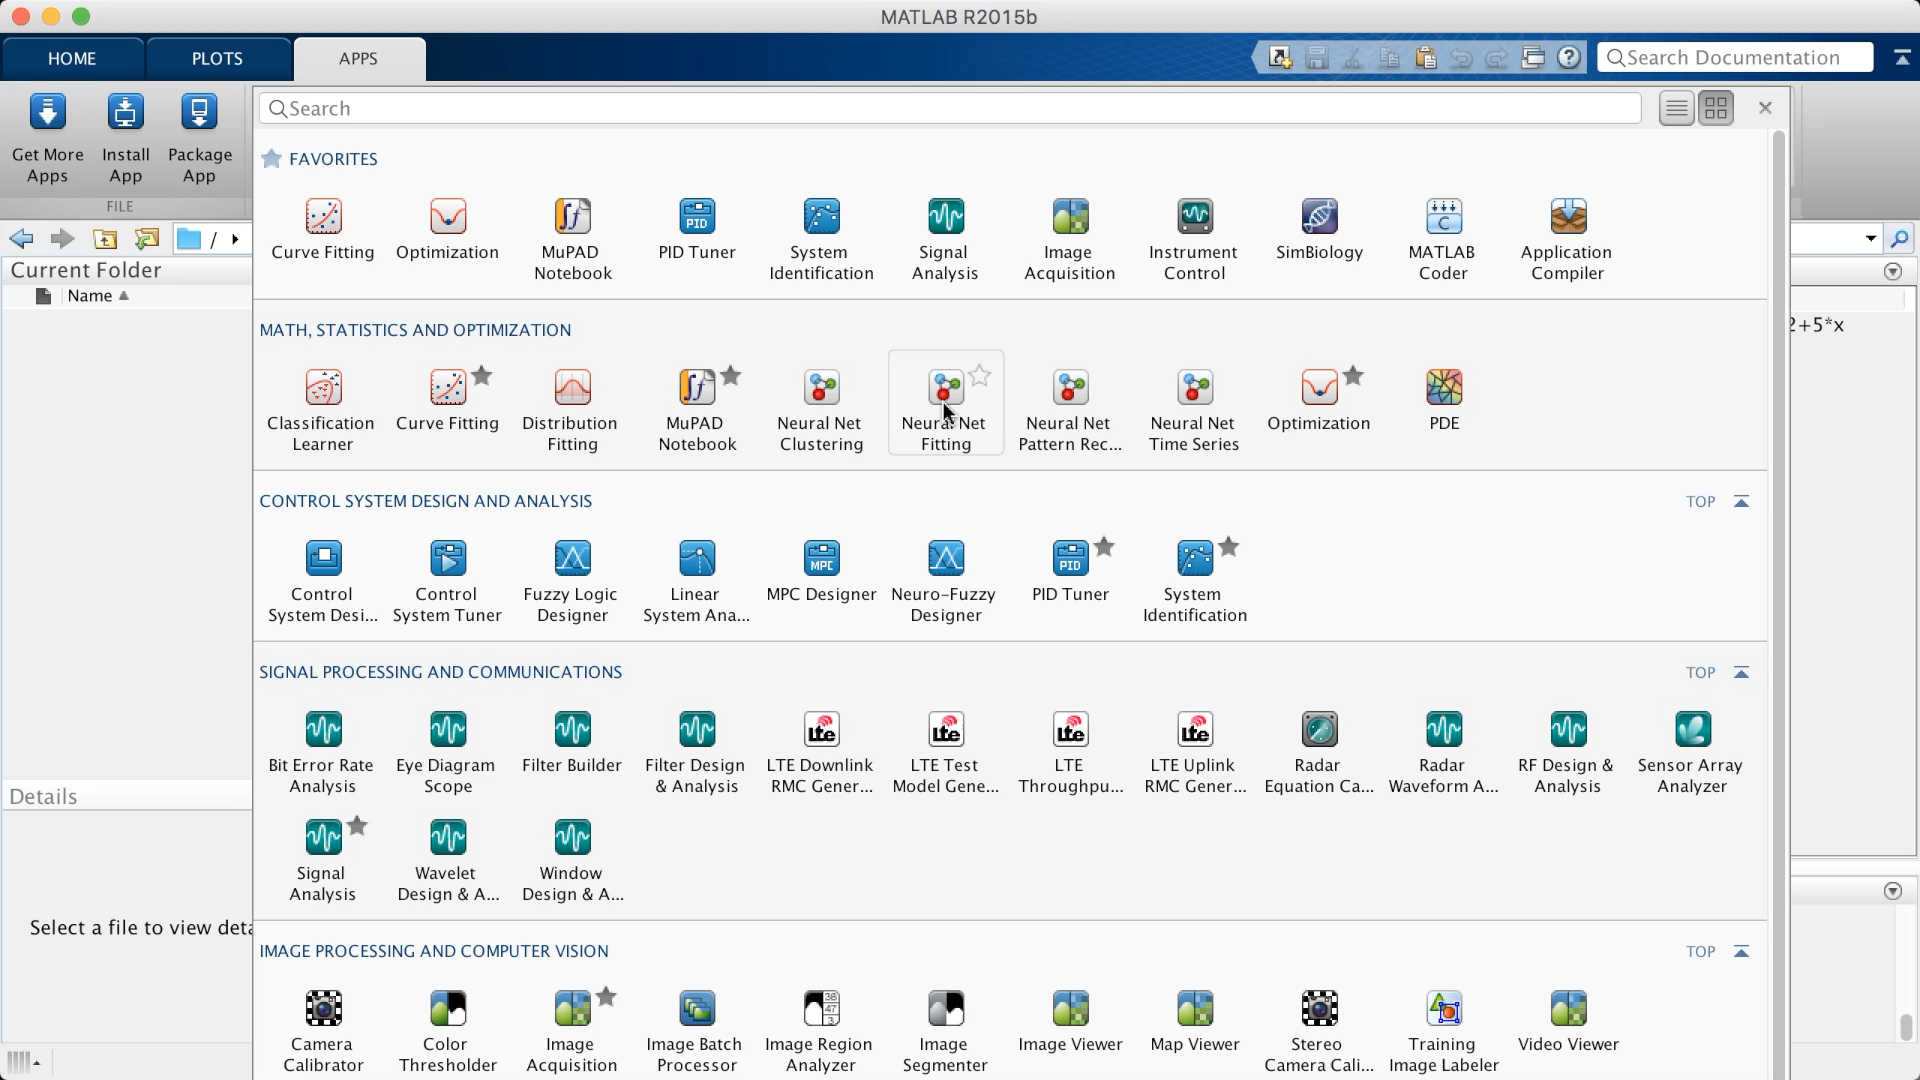 MATLAB R2015b
HOME
PLOTS
APPS
Search Documentation
Get More
Apps
Install
App
Package
App
FILE
Search
/
Current Folder
Name
Details
Select a file to view deta
2+5*x
FAVORITES
Curve Fitting
Optimization
MuPAD
Notebook
PID Tuner
System
Identification
Signal
Analysis
Image
Acquisition
Instrument
Control
SimBiology
MATLAB
Coder
Application
Compiler
MATH, STATISTICS AND OPTIMIZATION
Classification
Learner
Curve Fitting
Distribution
Fitting
MuPAD
Notebook
Neural Net
Clustering
Neural Net
Fitting
Neural Net
Pattern Rec...
Neural Net
Time Series
Optimization
PDE
CONTROL SYSTEM DESIGN AND ANALYSIS
TOP
Control
System Desi...
Control
System Tuner
Fuzzy Logic
Designer
Linear
System Ana...
MPC
MPC Designer
Neuro-Fuzzy
Designer
PID
PID Tuner
System
Identification
SIGNAL PROCESSING AND COMMUNICATIONS
TOP
Bit Error Rate
Analysis
Eye Diagram
Scope
Filter Builder
Filter Design
& Analysis
LTE Downlink
RMC Gener...
LTE Test
Model Gene...
LTE
Throughpu...
LTE Uplink
RMC Gener...
Radar
Equation Ca...
Radar
Waveform A...
RF Design &
Analysis
Sensor Array
Analyzer
Signal
Analysis
Wavelet
Design & A...
Window
Design & A...
IMAGE PROCESSING AND COMPUTER VISION
TOP
Camera
Calibrator
Color
Thresholder
Image
Acquisition
Image Batch
Processor
Image Region
Analyzer
Image
Segmenter
Image Viewer
Map Viewer
Stereo
Camera Cali...
Training
Image Labeler
Video Viewer